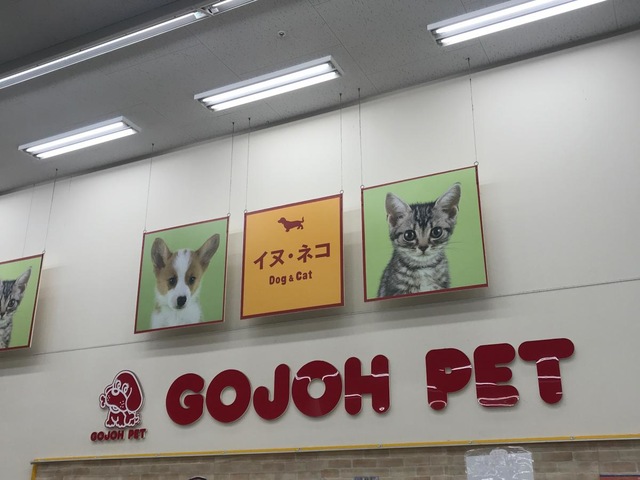 イヌ・ネコ
Dog & Cat
GOJOH PET
GOJOH PET